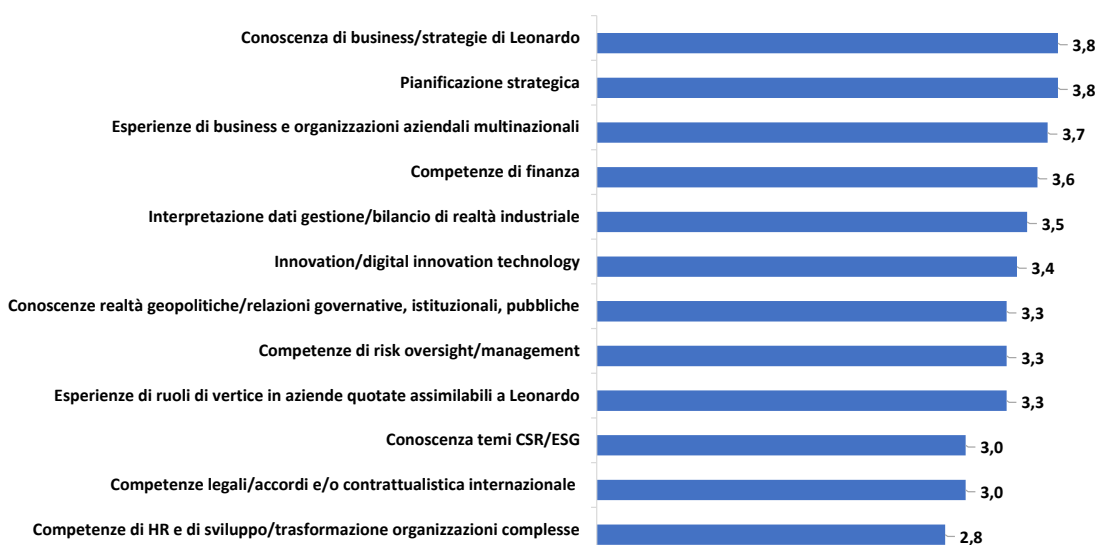 Conoscenza di business/strategie di Leonardo 3,8
Pianificazione strategica 3,8
Esperienze di business e organizzazioni aziendali multinazionali 3,7
Competenze di finanza 3,6
Interpretazione dati gestione/bilancio di realtà industriale 3,5
Innovation/digital innovation technology 3,4
Conoscenze realtà geopolitiche/relazioni governative, istituzionali, pubbliche 3,3
Competenze di risk oversight/management 3,3
Esperienze di ruoli di vertice in aziende quotate assimilabili a Leonardo 3,3
Conoscenza temi CSR/ESG 3,0
Competenze legali/accordi e/o contrattualistica internazionale 3,0
Competenze di HR e di sviluppo/trasformazione organizzazioni complesse 2,8